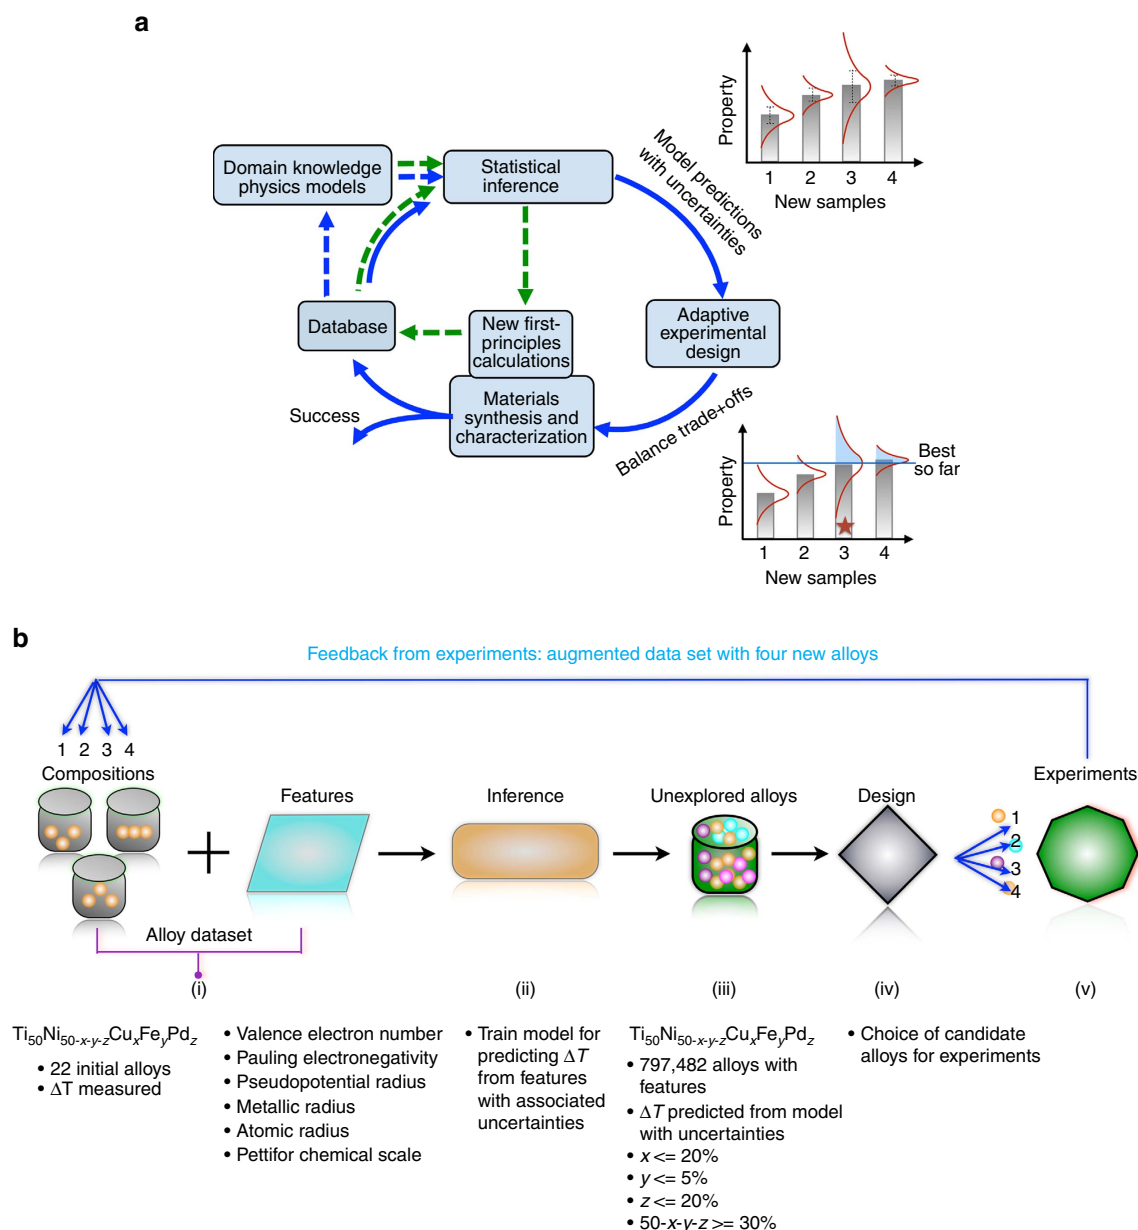 a
Property
1 2 3 4
New samples
Domain knowledge
physics models
Statistical
inference
Model predictions
with uncertainties
Database
New first-
principles
calculations
Adaptive
experimental
design
Materials
synthesis and
characterization
Success
Balance trade+offs
Property
Best
so far
1 2 3 4
New samples
b
Feedback from experiments: augmented data set with four new alloys
1 2 3 4
Compositions
Features
Inference
Unexplored alloys
Design
Experiments
1
2
3
4
Alloy dataset
(i)
(ii)
(iii)
(iv)
(v)
Ti50Ni50-x-y-zCuxFeyPdz
• 22 initial alloys
• ΔT measured
• Valence electron number
• Pauling electronegativity
• Pseudopotential radius
• Metallic radius
• Atomic radius
• Pettifor chemical scale
• Train model for
predicting ΔT
from features
with associated
uncertainties
Ti50Ni50-x-y-zCuxFeyPdz
• 797,482 alloys with
features
• ΔT predicted from model
with uncertainties
• x <= 20%
• y <= 5%
• z <= 20%
• 50-x-y-z >= 30%
• Choice of candidate
alloys for experiments